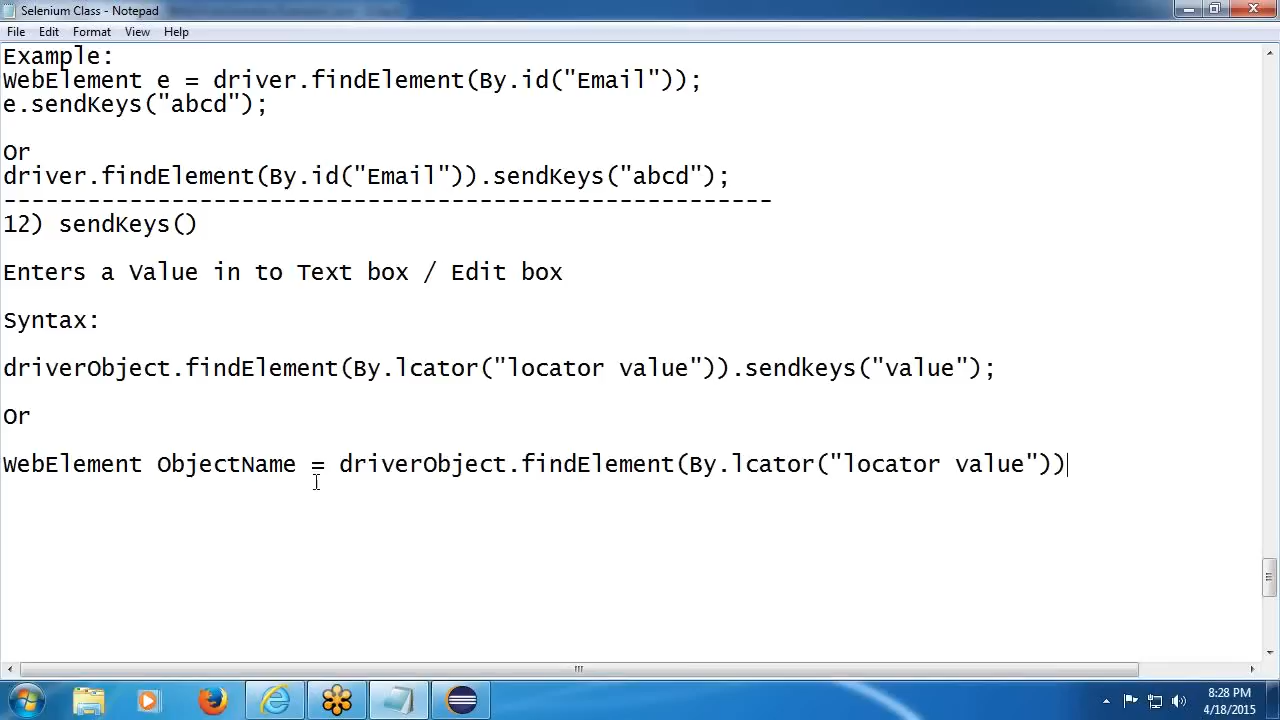 Selenium Class - Notepad
File Edit Format View Help
Example:
WebElement e = driver.findElement(By.id("Email"));
e.sendKeys("abcd");
Or
driver.findElement(By.id("Email")).sendKeys("abcd");
-------------------------------------------------------
12) sendKeys()
Enters a Value in to Text box / Edit box
Syntax:
driverObject.findElement(By.lcator("locator value")).sendkeys("value");
Or
WebElement ObjectName = driverObject.findElement(By.lcator("locator value"))
8:28 PM
4/18/2015